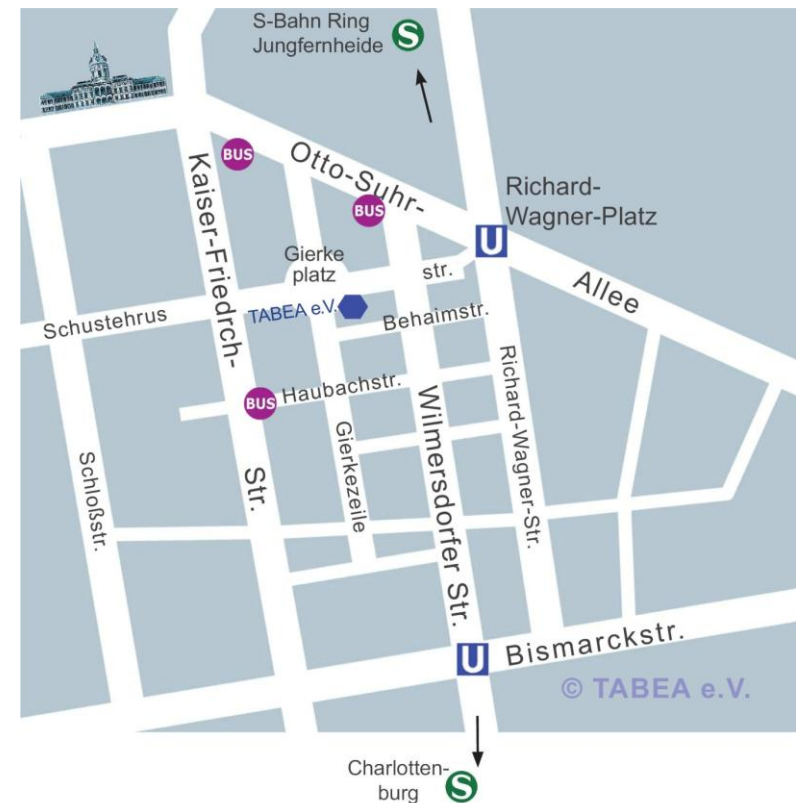 S-Bahn Ring
Jungfernheide
S
BUS
Otto-Suhr-
Allee
BUS
Richard-
Wagner-Platz
U
Kaiser-Friedrch-
Str.
Gierke
platz
Schustehrus
str.
TABEA e.V.
Behaimstr.
BUS
Haubachstr.
Schloßstr.
Gierkezeile
Wilmersdorfer Str.
Richard-Wagner-Str.
U
Bismarckstr.
© TABEA e.V.
Charlotten-
burg
S